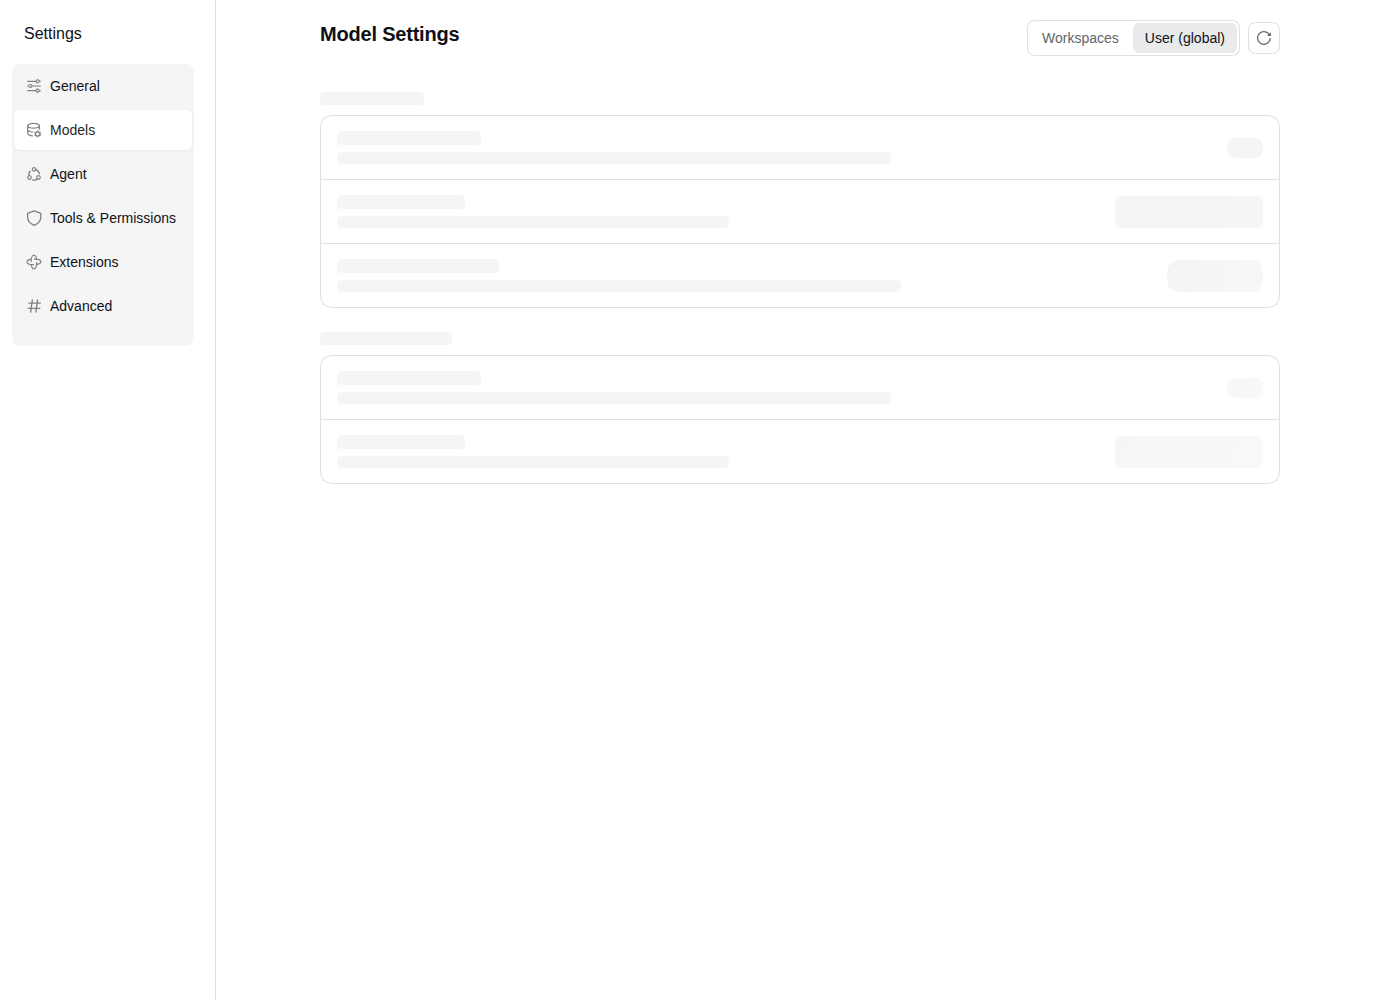 Settings
General
Models
Agent
Tools & Permissions
Extensions
Advanced
Model Settings
Workspaces
User (global)